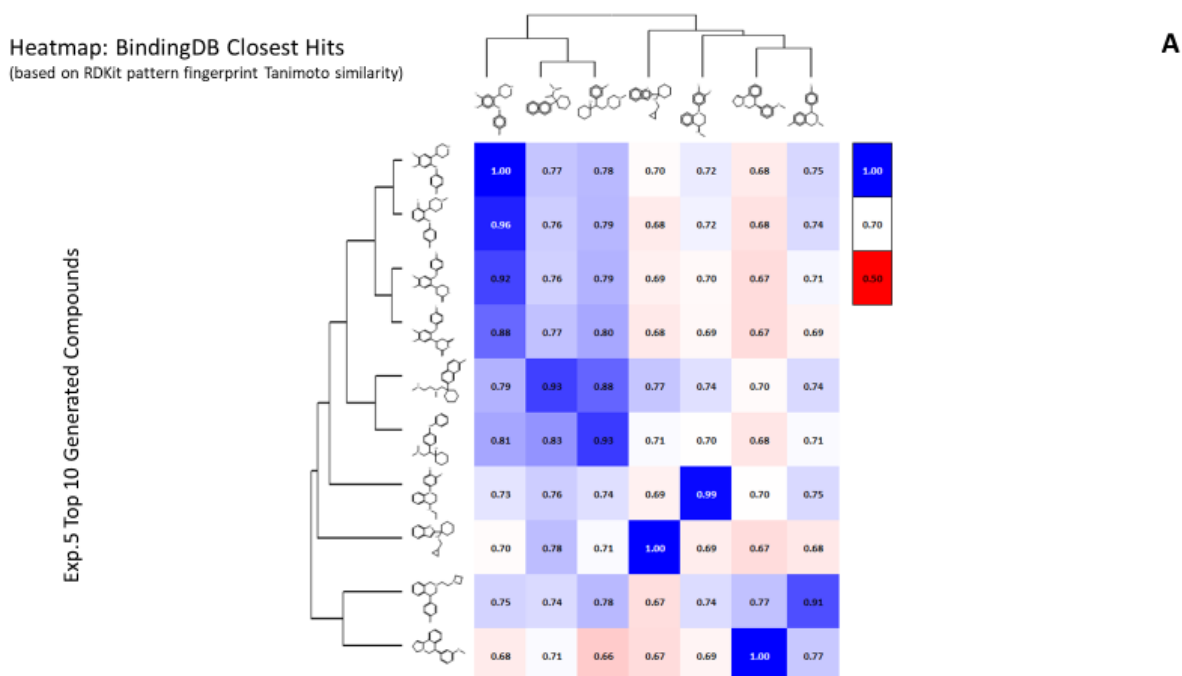 A
Heatmap: BindingDB Closest Hits
(based on RDKit pattern fingerprint Tanimoto similarity)
Exp.5 Top 10 Generated Compounds
1.00 0.77 0.78 0.70 0.72 0.68 0.75
0.96 0.76 0.79 0.68 0.72 0.68 0.74
0.92 0.76 0.79 0.69 0.70 0.67 0.71
0.88 0.77 0.80 0.68 0.69 0.67 0.69
0.79 0.93 0.88 0.77 0.74 0.70 0.74
0.81 0.83 0.93 0.71 0.70 0.68 0.71
0.73 0.76 0.74 0.69 0.99 0.70 0.75
0.70 0.78 0.71 1.00 0.69 0.67 0.68
0.75 0.74 0.78 0.67 0.74 0.77 0.91
0.68 0.71 0.66 0.67 0.69 1.00 0.77
1.00
0.70
0.50